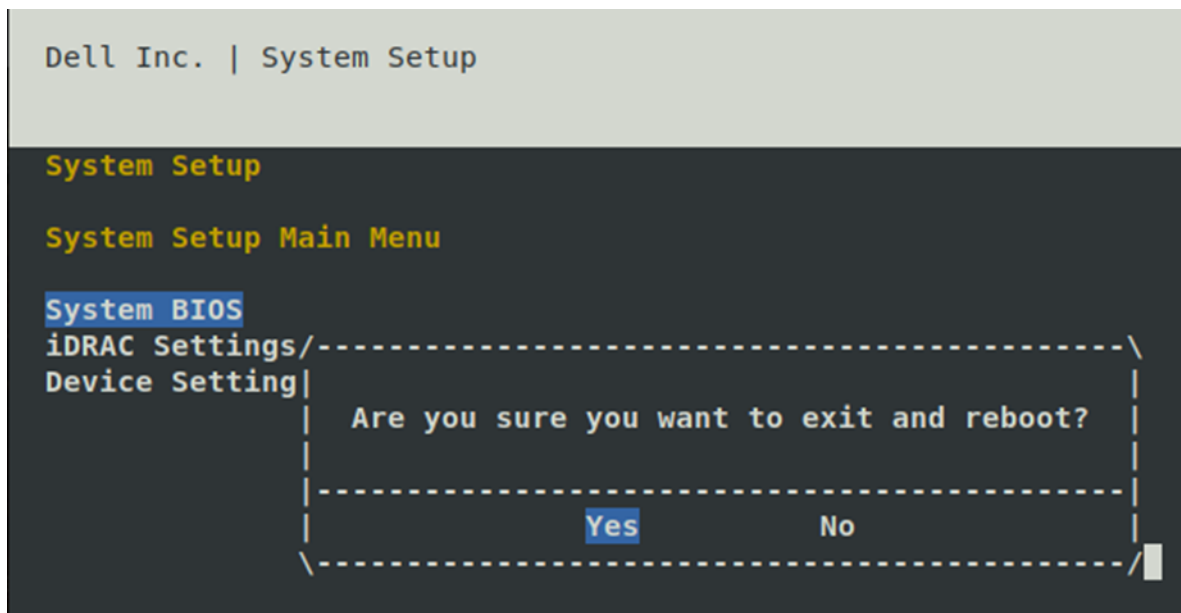 Dell Inc. | System Setup
System Setup
System Setup Main Menu
System BIOS
iDRAC Settings/---------------------------------------------\
Device Setting|                                             |
              |  Are you sure you want to exit and reboot?  |
              |                                             |
              |---------------------------------------------|
              |               Yes          No               |
              \---------------------------------------------/